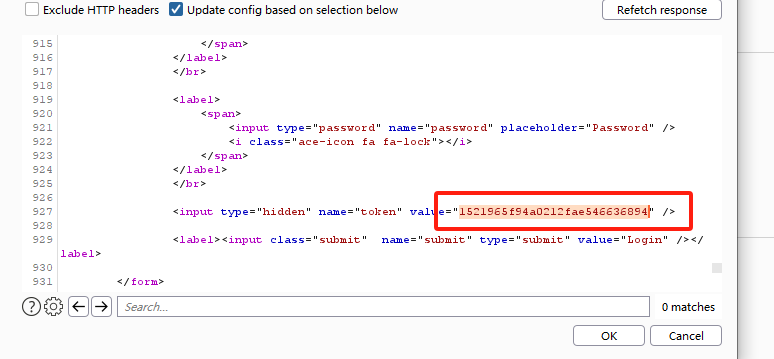 Exclude HTTP headers
Update config based on selection below
Refetch response
915 </span>
916 </label>
917 </br>
918
919 <label>
920 <span>
921 <input type="password" name="password" placeholder="Password" />
922 <i class="ace-icon fa fa-lock"></i>
923 </span>
924 </label>
925 </br>
926
927 <input type="hidden" name="token" value="1521965f94a0212fae546636894" />
928
929 <label><input class="submit"  name="submit" type="submit" value="Login" /></
label>
930
931 </form>
Search...
0 matches
OK
Cancel